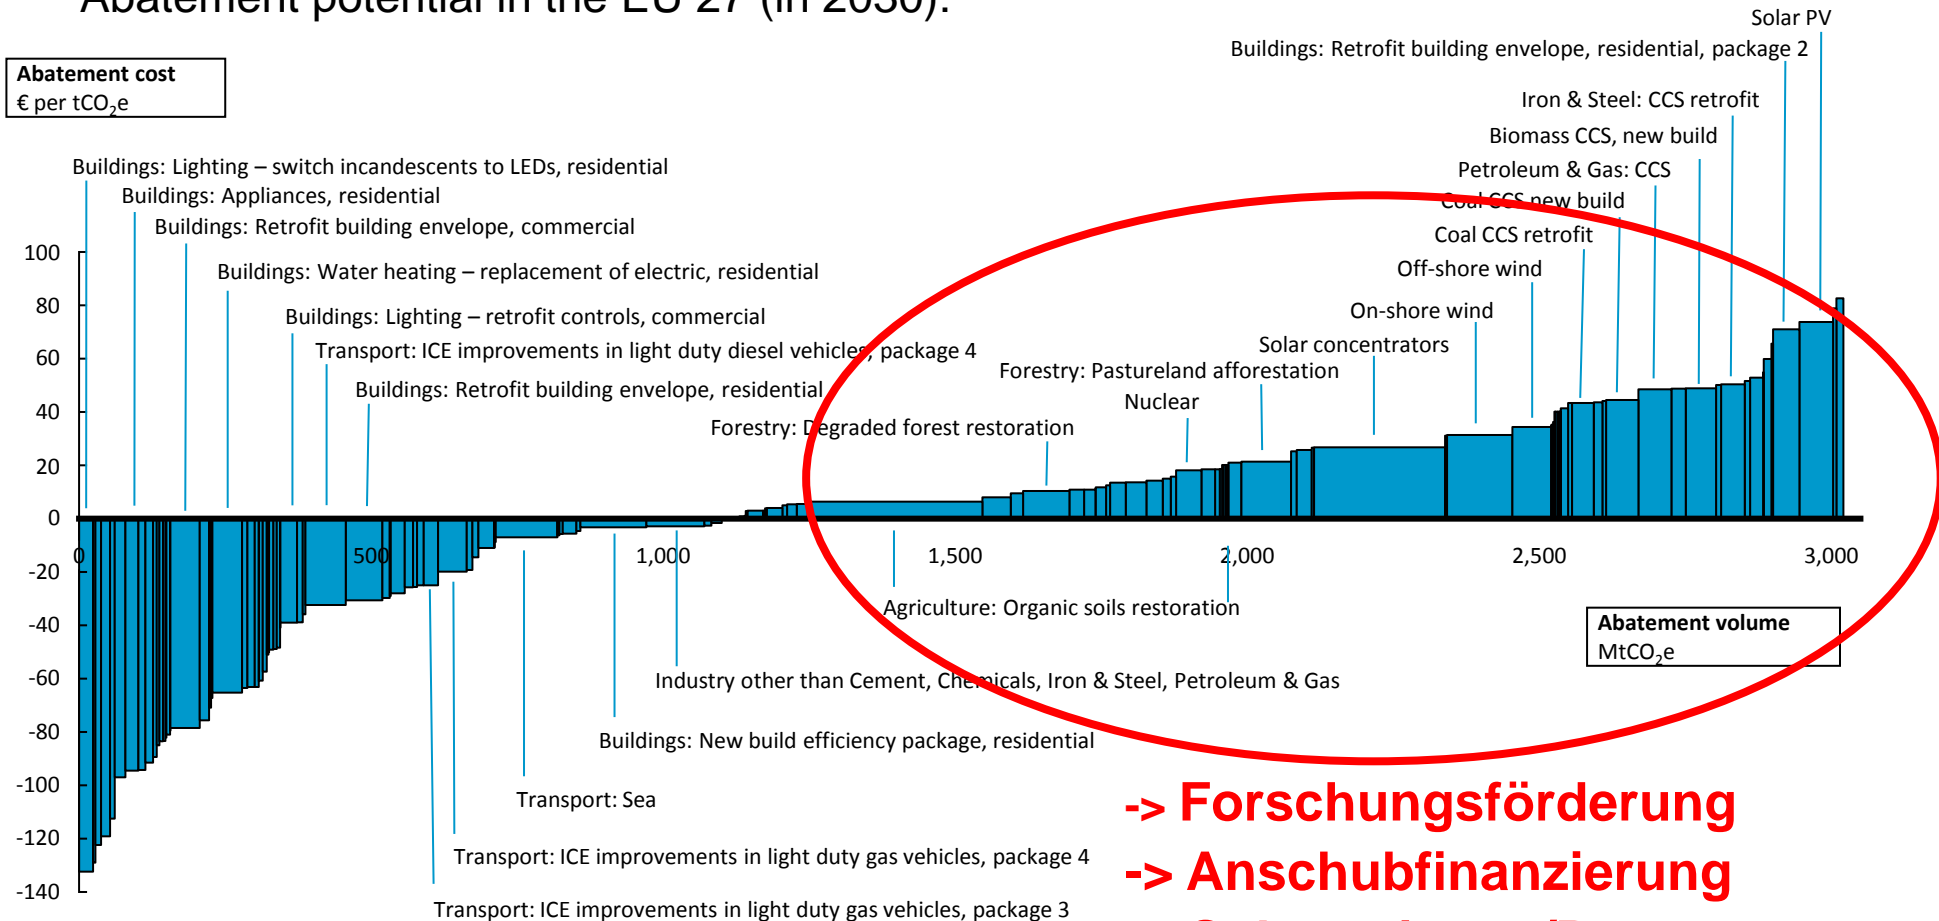 Abatement potential in the EU 27 (in 2030):
Solar PV
Buildings: Retrofit building envelope, residential, package 2
Abatement cost
€ per tCO₂e
Iron & Steel: CCS retrofit
Biomass CCS, new build
Petroleum & Gas: CCS
Coal CCS new build
Coal CCS retrofit
Off-shore wind
On-shore wind
Solar concentrators
Forestry: Pastureland afforestation
Nuclear
Forestry: Degraded forest restoration
Buildings: Lighting – switch incandescents to LEDs, residential
Buildings: Appliances, residential
Buildings: Retrofit building envelope, commercial
Buildings: Water heating – replacement of electric, residential
Buildings: Lighting – retrofit controls, commercial
Transport: ICE improvements in light duty diesel vehicles, package 4
Buildings: Retrofit building envelope, residential
100
80
60
40
20
0
-20
-40
-60
-80
-100
-120
-140
0 500 1,000 1,500 2,000 2,500 3,000
Agriculture: Organic soils restoration
Abatement volume
MtCO₂e
Industry other than Cement, Chemicals, Iron & Steel, Petroleum & Gas
Buildings: New build efficiency package, residential
Transport: Sea
Transport: ICE improvements in light duty gas vehicles, package 4
Transport: ICE improvements in light duty gas vehicles, package 3
-> Forschungsförderung
-> Anschubfinanzierung